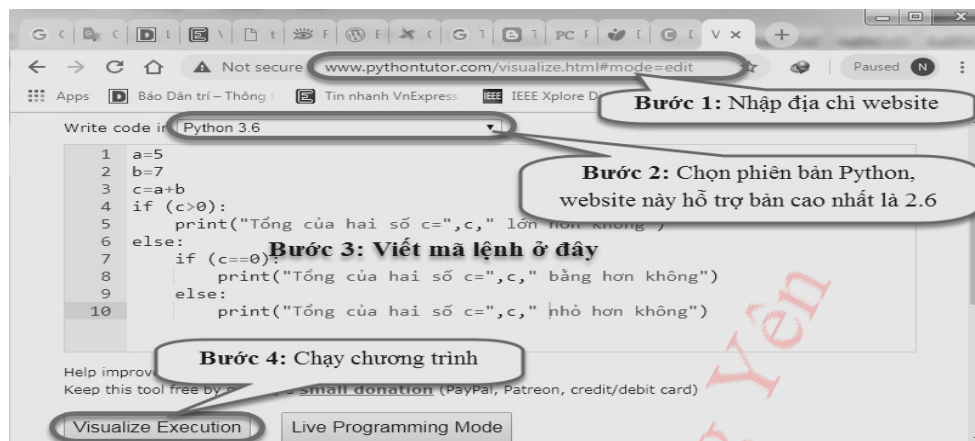 G ( ( D L E \ t F E ( G T T PC F [ [ V × +
Not secure www.pythontutor.com/visualize.html#mode=edit Paused N
Apps D Báo Dân trí – Thông t E Tin nhanh VnExpress IEEE IEEE Xplore D
Bước 1: Nhập địa chỉ website
Write code in Python 3.6
Bước 2: Chọn phiên bản Python,
website này hỗ trợ bản cao nhất là 2.6
1 a=5
2 b=7
3 c=a+b
4 if (c>0):
5 print("Tổng của hai số c=",c," lớn hơn không")
6 else:
Bước 3: Viết mã lệnh ở đây
7 if (c==0):
8 print("Tổng của hai số c=",c," bằng hơn không")
9 else:
10 print("Tổng của hai số c=",c," nhỏ hơn không")
Bước 4: Chạy chương trình
Help improve
Keep this tool free by small donation (PayPal, Patreon, credit/debit card)
Visualize Execution Live Programming Mode
Yên